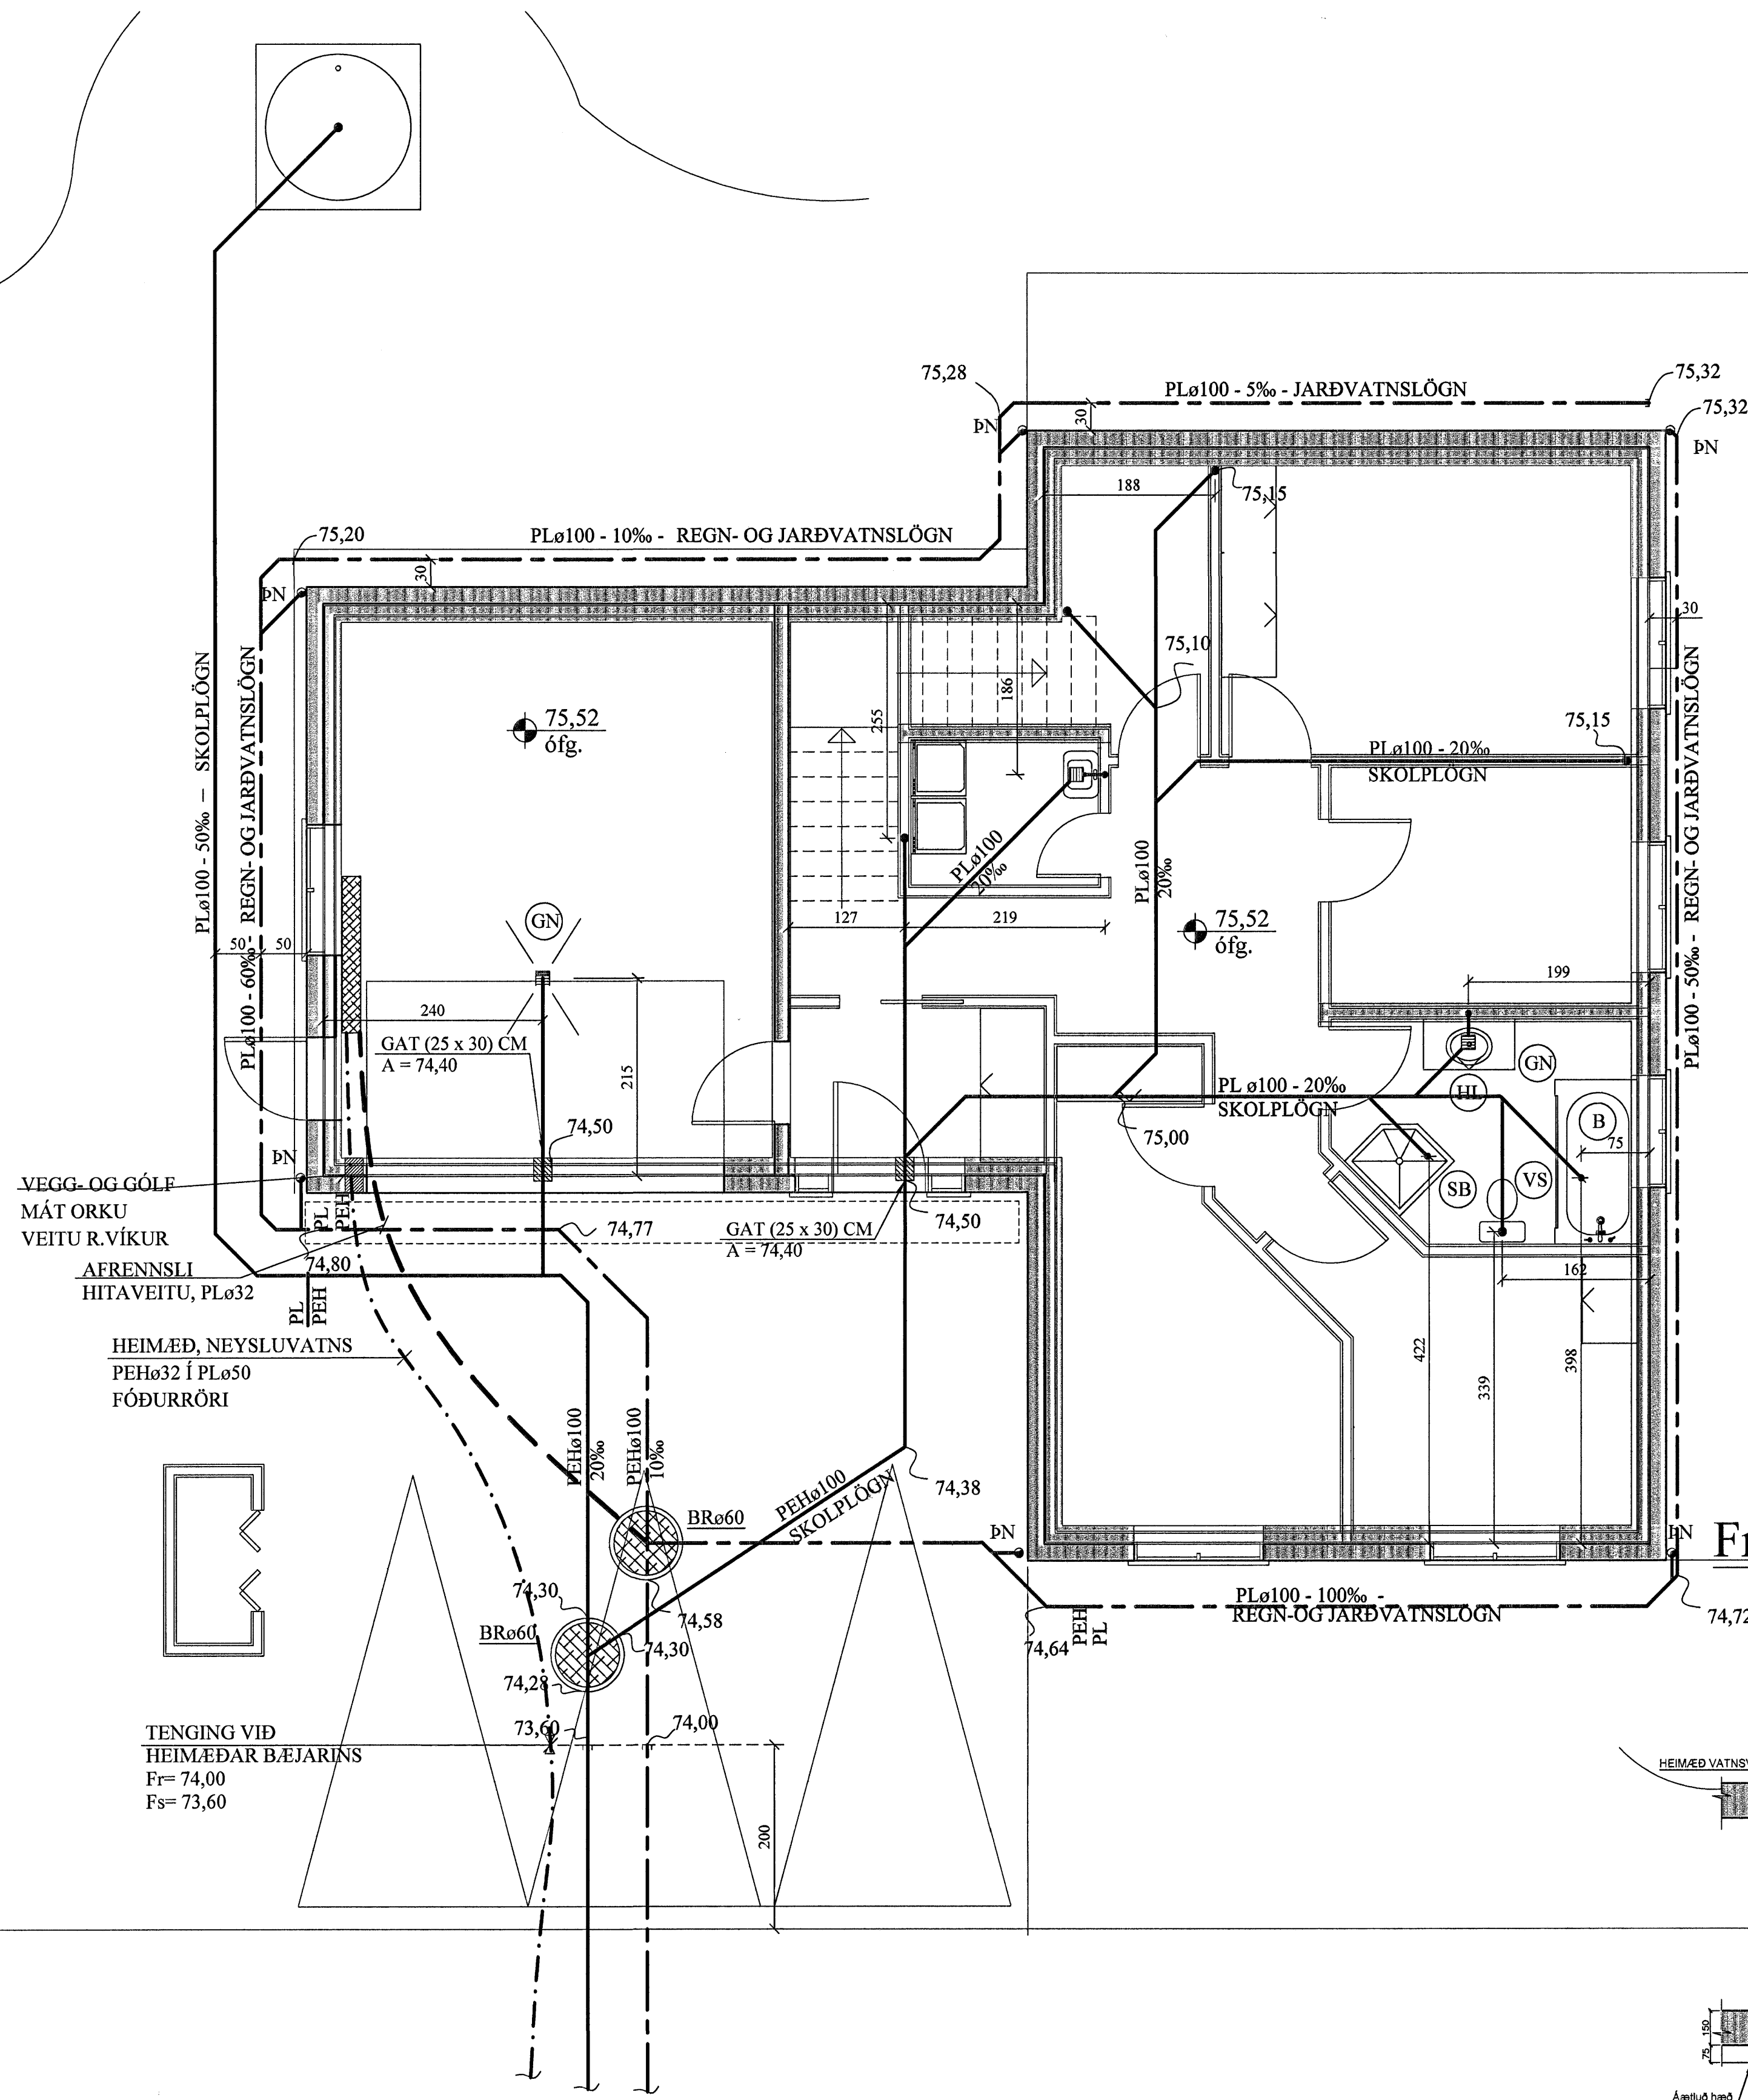 75,28
PLø100 - 5‰ - JARÐVATNSLÖGN
75,32
75,32
ÞN
30
ÞN
188
75,15
75,20
PLø100 - 10‰ - REGN- OG JARÐVATNSLÖGN
30
ÞN
30
75,10
PLø100 - 50‰ – SKOLPLÖGN
PLø100 - 60‰ - REGN- OG JARÐVATNSLÖGN
75,52
ófg.
255
186
75,15
PLø100 - 20‰
SKOLPLÖGN
PLø100 - 50‰ - REGN- OG JARÐVATNSLÖGN
PLø100
20‰
PLø100
20‰
GN
127
219
75,52
ófg.
50
50
199
240
GAT (25 x 30) CM
A = 74,40
215
GN
HL
PL ø100 - 20‰
SKOLPLÖGN
B
75
74,50
75,00
ÞN
VEGG- OG GÓLF
MÁT ORKU
VEITU R.VÍKUR
PL
PEH
SB
VS
74,50
74,77
GAT (25 x 30) CM
A = 74,40
74,80
AFRENNSLI
HITAVEITU, PLø32
PL
PEH
162
HEIMÆÐ, NEYSLUVATNS
PEHø32 Í PLø50
FÓÐURRÖRI
422
339
398
PEHø100
20‰
PEHø100
10‰
PEHø100
SKOLPLÖGN
74,38
BRø60
ÞN
ÞN
Fr
74,30
74,58
PLø100 - 100‰ -
REGN-OG JARÐVATNSLÖGN
74,72
BRø60
74,30
74,64
PEH
PL
74,28
73,60
74,00
TENGING VIÐ
HEIMÆÐAR BÆJARINS
Fr= 74,00
Fs= 73,60
HEIMÆÐ VATNSV
200
150
75
Áætluð hæð